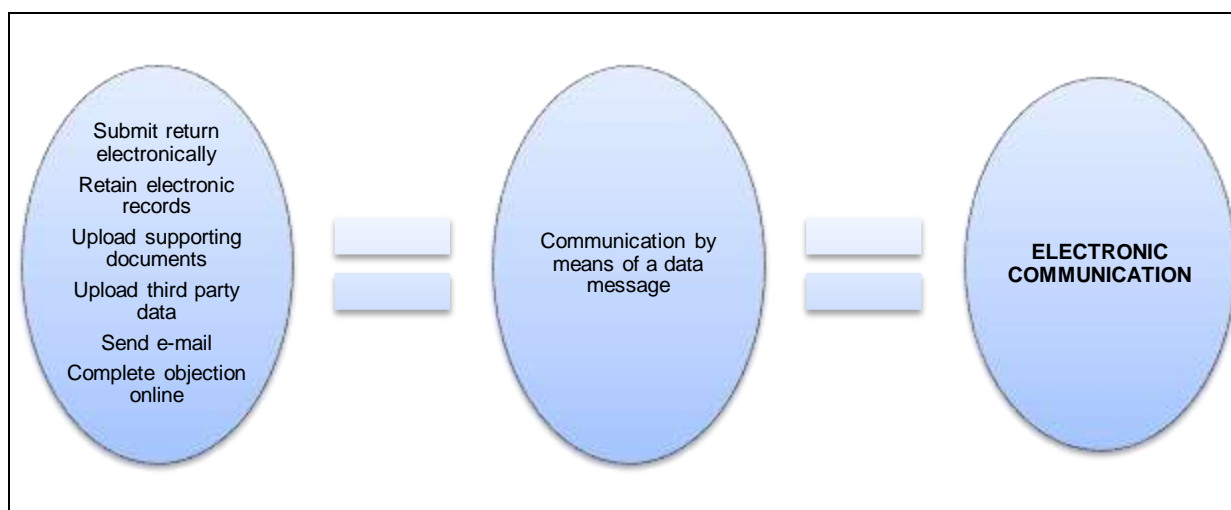 Submit return
electronically
Retain electronic
records
Upload supporting
documents
Upload third party
data
Send e-mail
Complete objection
online
Communication by
means of a data
message
ELECTRONIC
COMMUNICATION